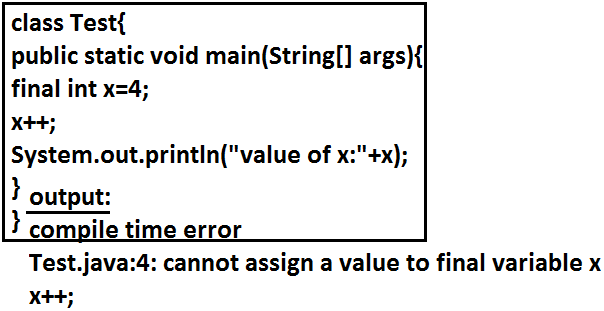 class Test{
public static void main(String[] args){
final int x=4;
x++;
System.out.println("value of x:"+x);
}
output:
}
compile time error
Test.java:4: cannot assign a value to final variable x
x++;